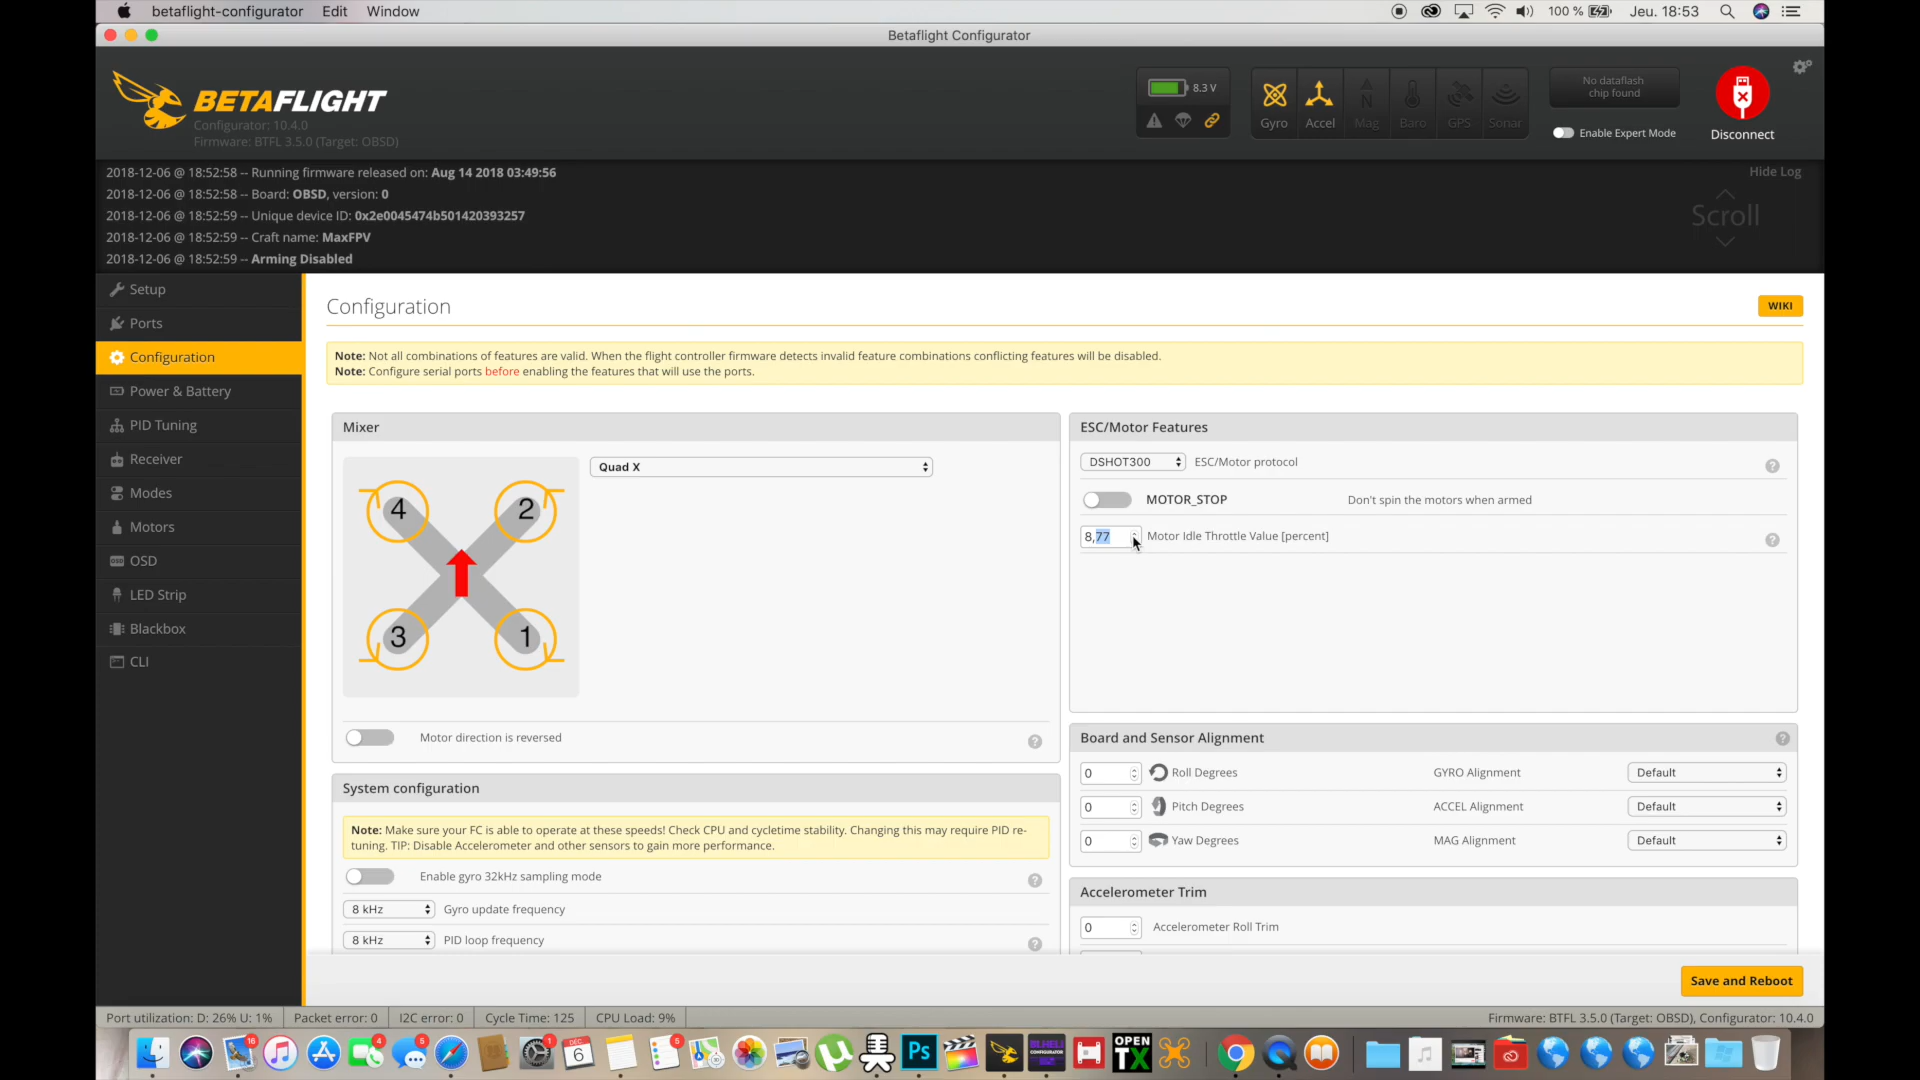 betaflight-configurator Edit Window
100 % Jeu. 18:53
Betaflight Configurator
BETAFLIGHT
Configurator: 10.4.0
Firmware: BTFL 3.5.0 (Target: OBSD)
8.3 V
Gyro Accel Mag Baro GPS Sonar
No dataflash
chip found
Enable Expert Mode
Disconnect
2018-12-06 @ 18:52:58 -- Running firmware released on: Aug 14 2018 03:49:56
2018-12-06 @ 18:52:58 -- Board: OBSD, version: 0
2018-12-06 @ 18:52:59 -- Unique device ID: 0x2e0045474b501420393257
2018-12-06 @ 18:52:59 -- Craft name: MaxFPV
2018-12-06 @ 18:52:59 -- Arming Disabled
Hide Log
Scroll
Setup
Ports
Configuration
Power & Battery
PID Tuning
Receiver
Modes
Motors
OSD
LED Strip
Blackbox
CLI
Configuration
WIKI
Note: Not all combinations of features are valid. When the flight controller firmware detects invalid feature combinations conflicting features will be disabled.
Note: Configure serial ports before enabling the features that will use the ports.
Mixer
Quad X
4 2
3 1
Motor direction is reversed
System configuration
Note: Make sure your FC is able to operate at these speeds! Check CPU and cycletime stability. Changing this may require PID re-
tuning. TIP: Disable Accelerometer and other sensors to gain more performance.
Enable gyro 32kHz sampling mode
8 kHz Gyro update frequency
8 kHz PID loop frequency
ESC/Motor Features
DSHOT300 ESC/Motor protocol
MOTOR_STOP Don't spin the motors when armed
8,77 Motor Idle Throttle Value [percent]
Board and Sensor Alignment
0 Roll Degrees GYRO Alignment Default
0 Pitch Degrees ACCEL Alignment Default
0 Yaw Degrees MAG Alignment Default
Accelerometer Trim
0 Accelerometer Roll Trim
Save and Reboot
Port utilization: D: 26% U: 1% Packet error: 0 I2C error: 0 Cycle Time: 125 CPU Load: 9%
Firmware: BTFL 3.5.0 (Target: OBSD), Configurator: 10.4.0
16 4 5 1 DEC 6 5 Ps BLHELI CONFIGURATOR OPEN TX